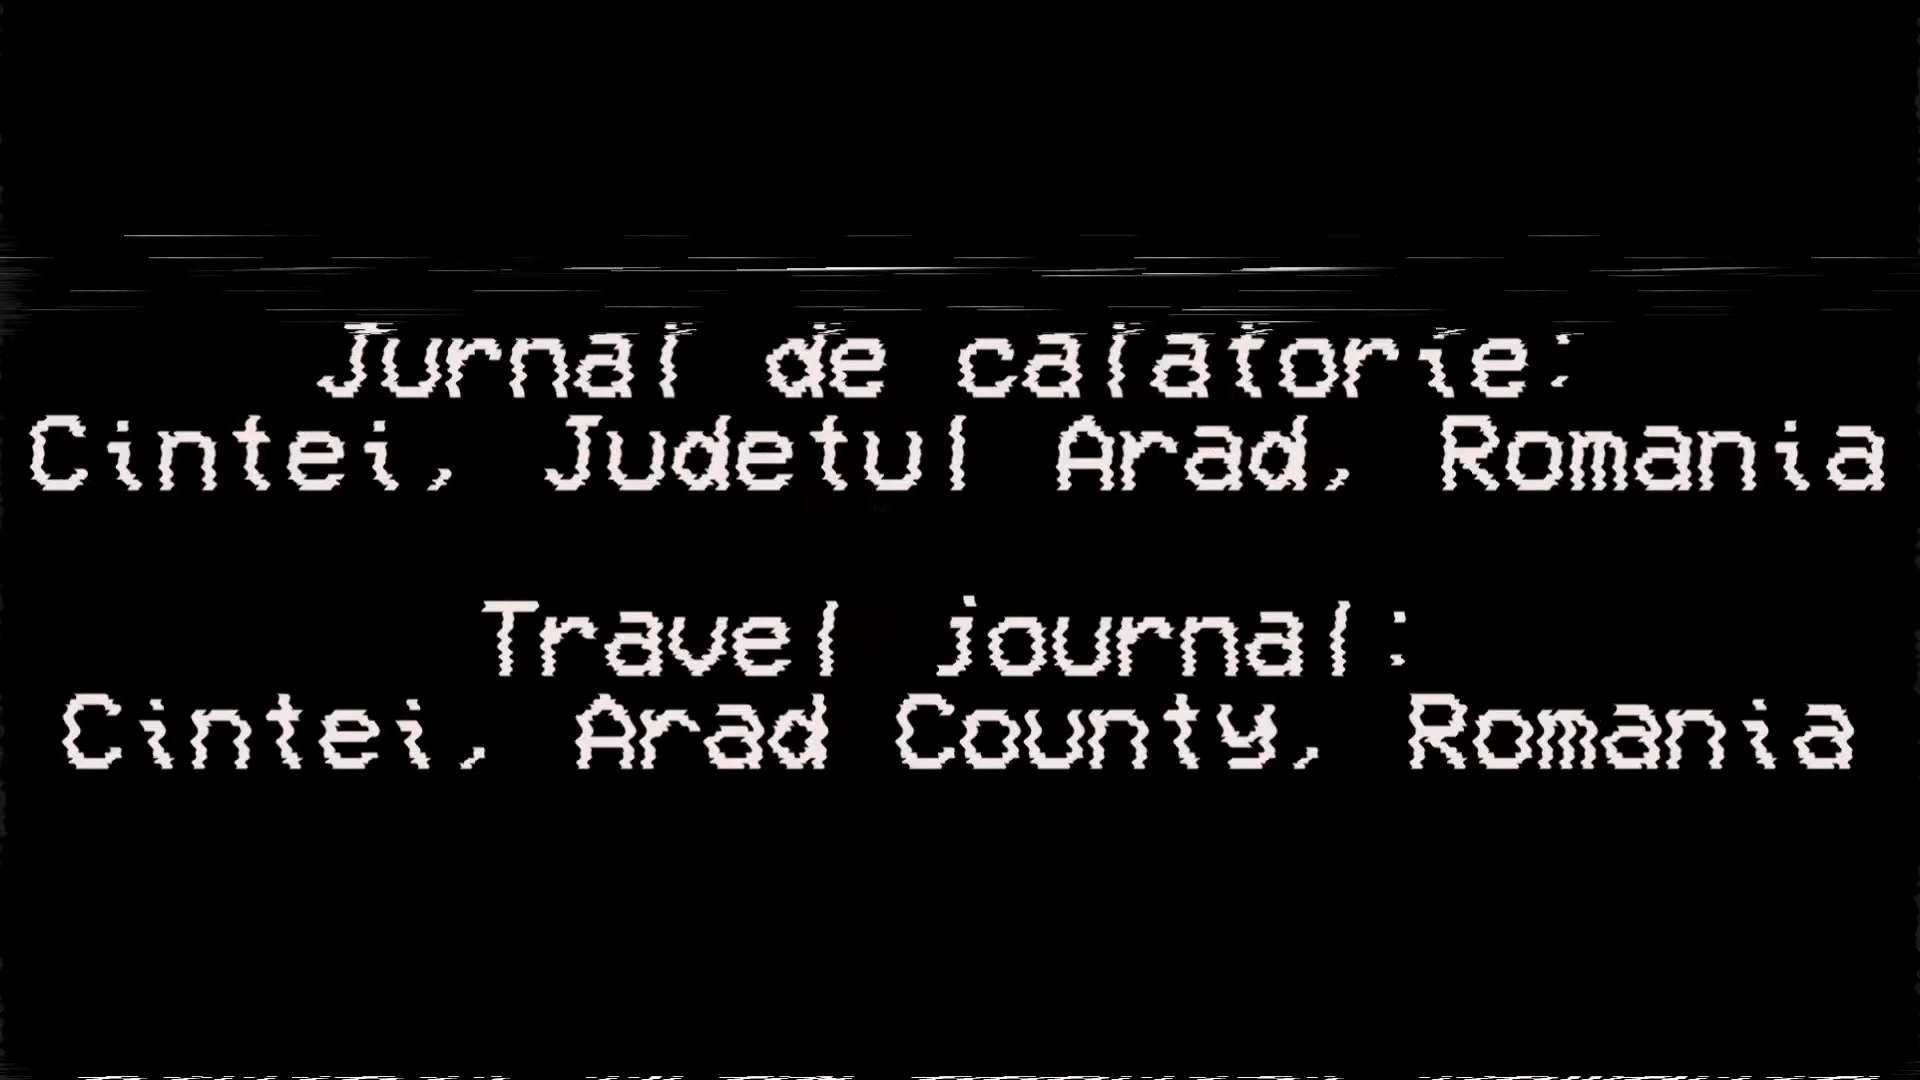 Jurnal de calatorie:
Cintei, Judetul Arad, Romania
Travel journal:
Cintei, Arad County, Romania